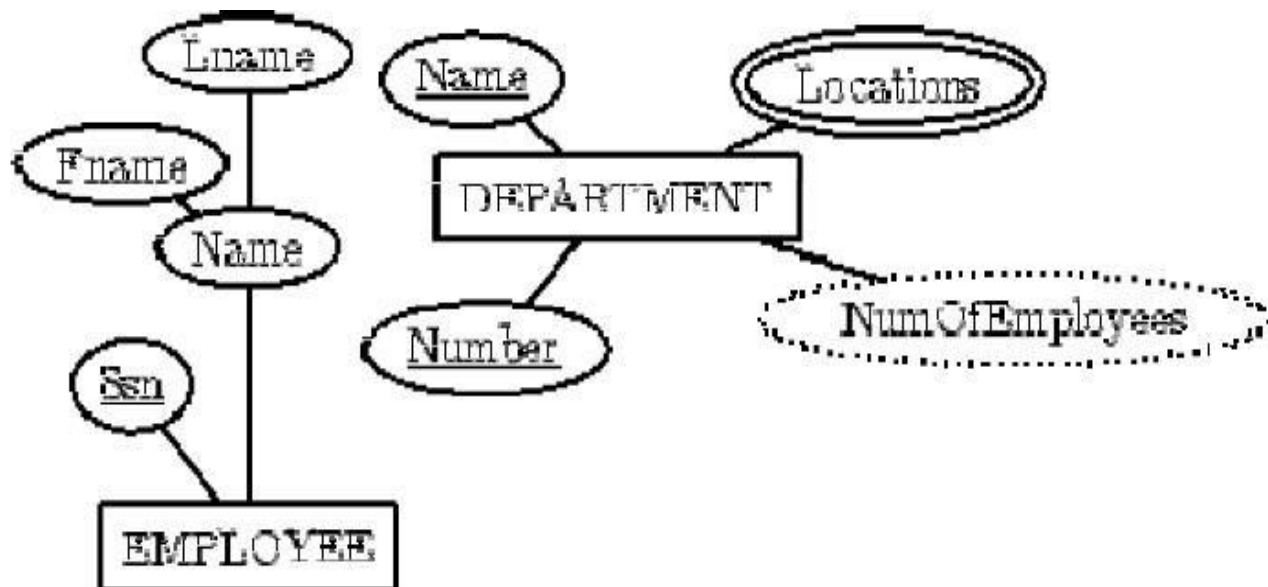 Lname
Name
Locations
Fname
DEPARTMENT
Name
NumOfEmployees
Number
Ssn
EMPLOYEE